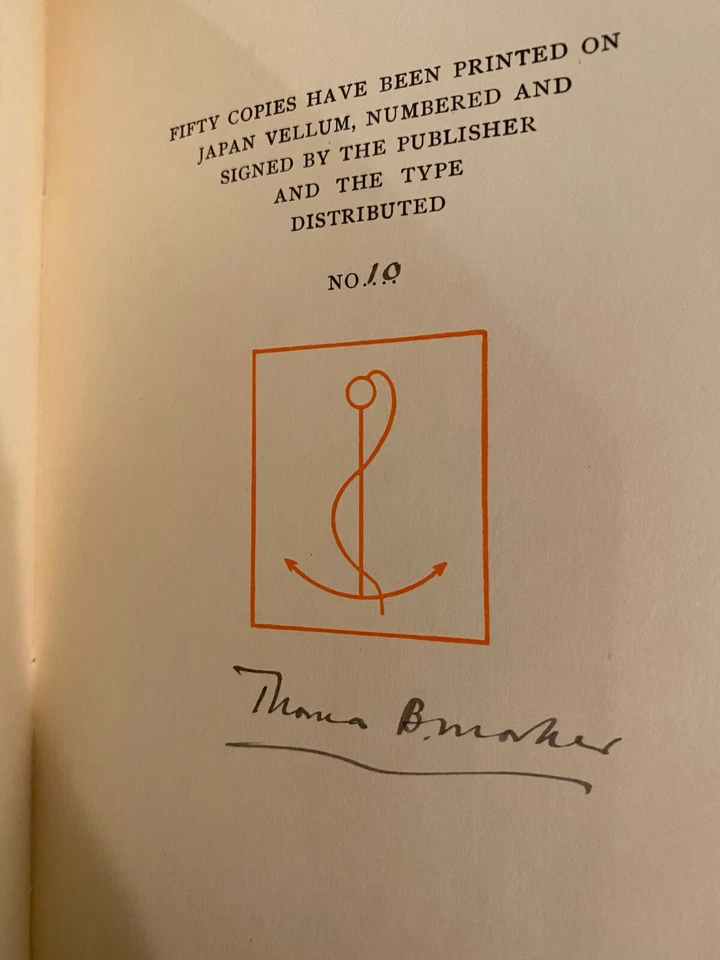 FIFTY COPIES HAVE BEEN PRINTED ON
JAPAN VELLUM, NUMBERED AND
SIGNED BY THE PUBLISHER
AND THE TYPE
DISTRIBUTED
NO.10
Thomas B. Mosher